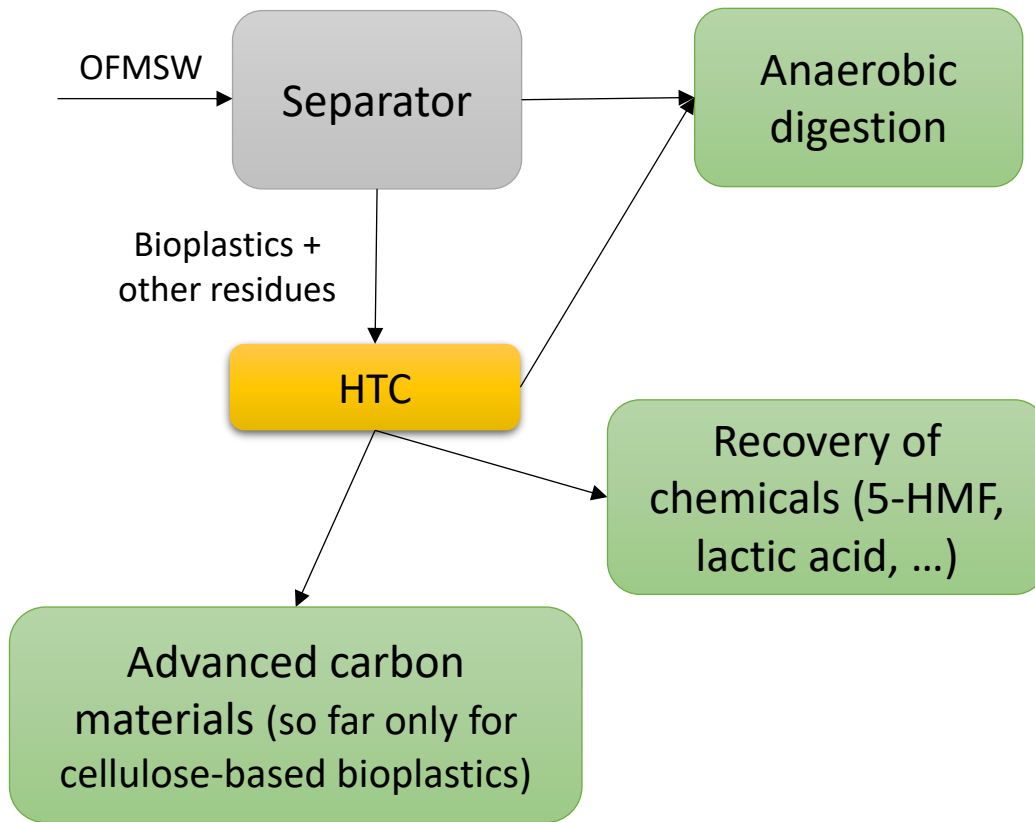 OFMSW
Separator
Anaerobic
digestion
Bioplastics +
other residues
HTC
Recovery of
chemicals (5-HMF,
lactic acid, …)
Advanced carbon
materials (so far only for
cellulose-based bioplastics)